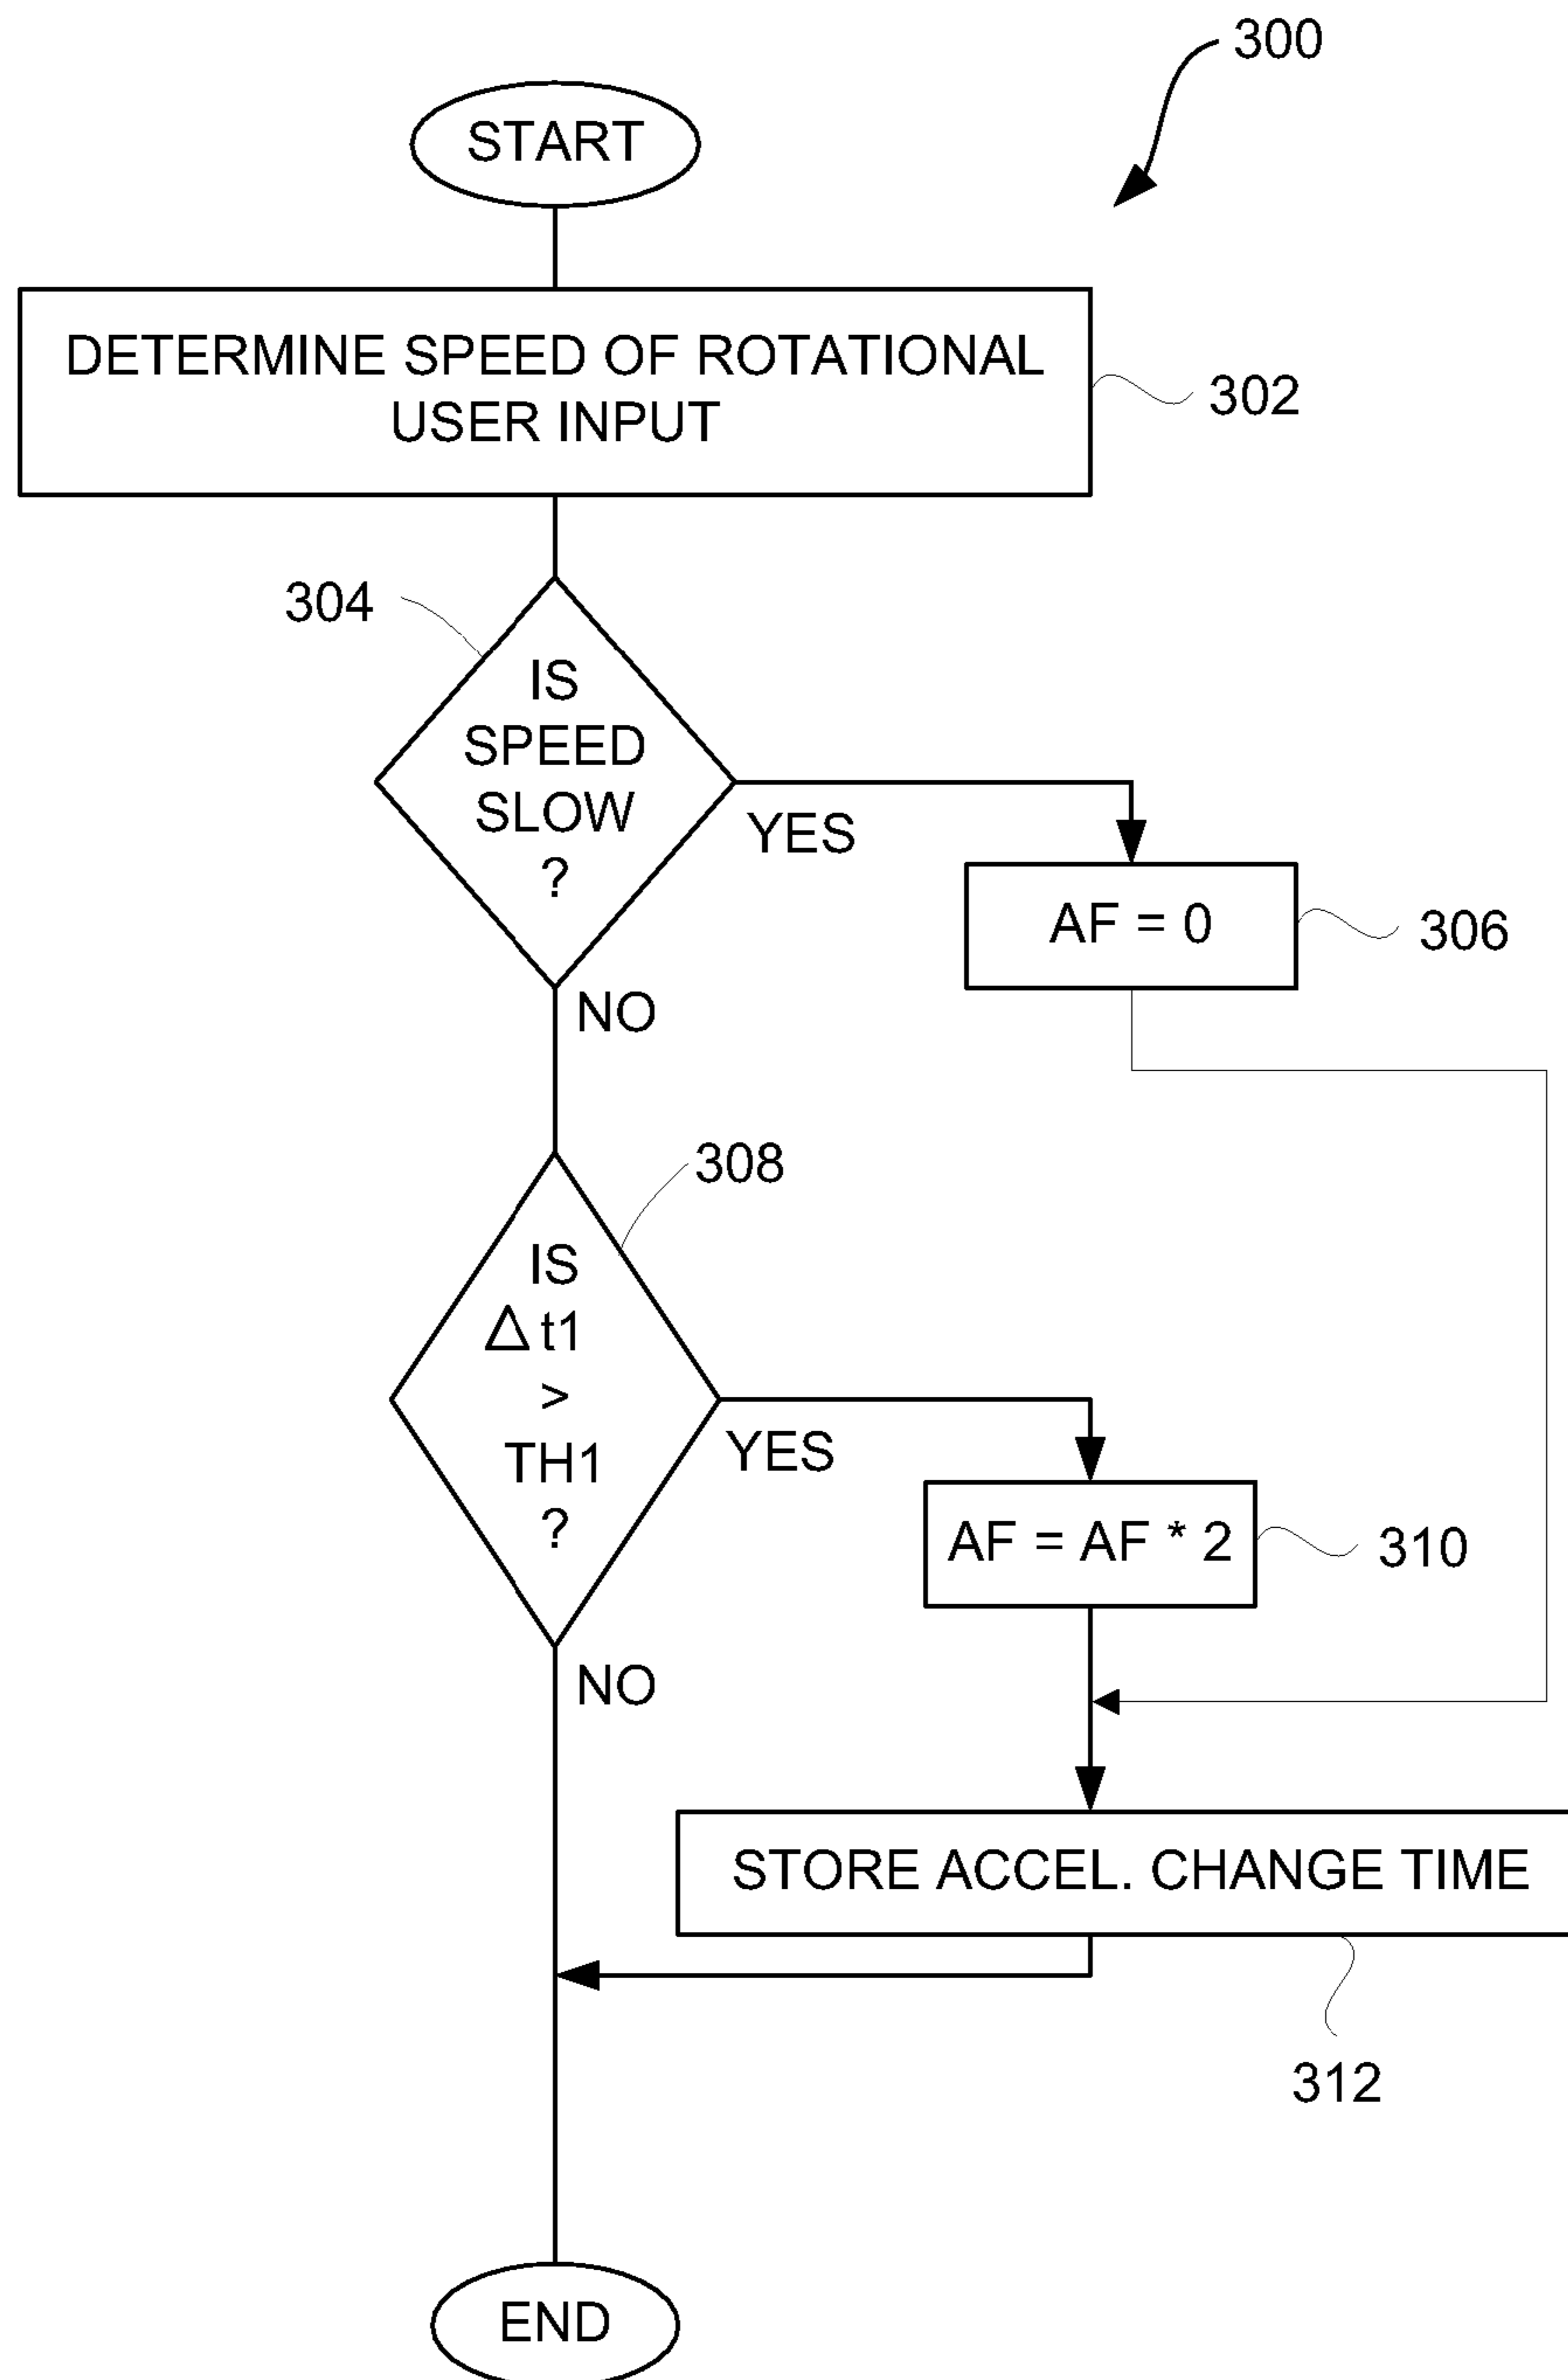 300
START
DETERMINE SPEED OF ROTATIONAL
USER INPUT
302
304
IS
SPEED
SLOW
?
YES
AF = 0
306
NO
308
IS
Δ t1
>
TH1
?
YES
AF = AF * 2
310
NO
STORE ACCEL. CHANGE TIME
312
END